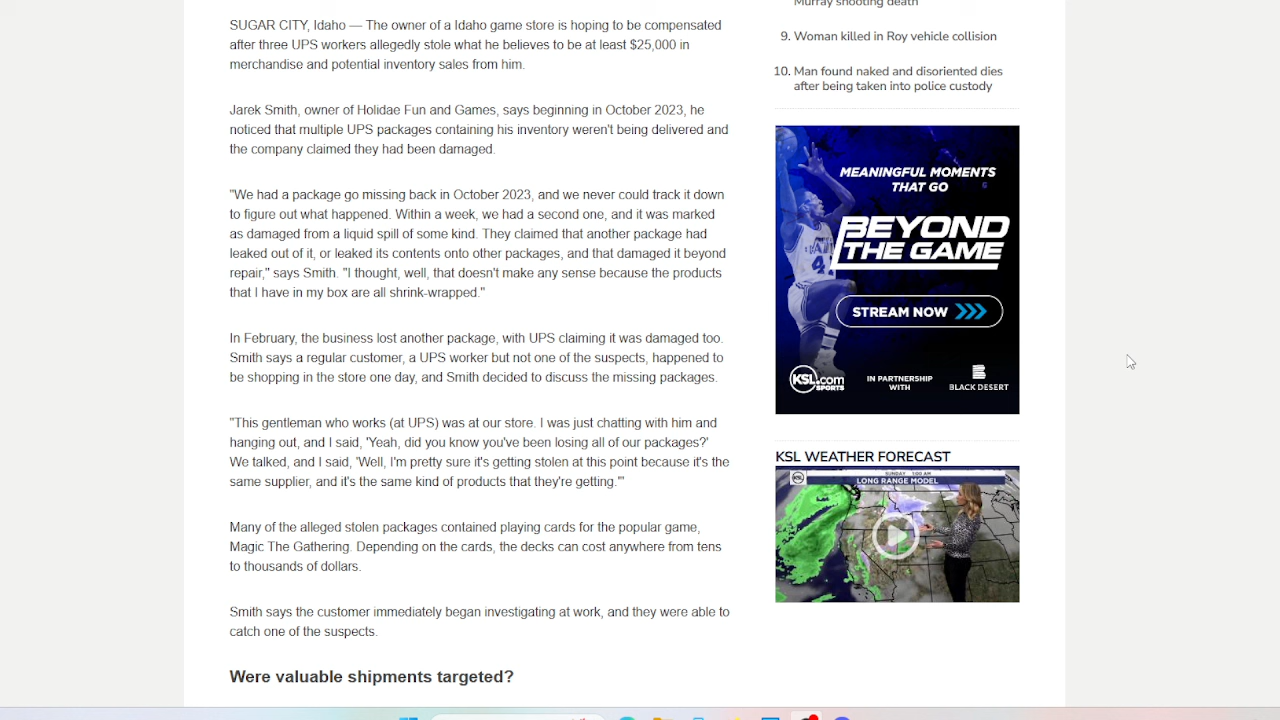 Murray shooting death
SUGAR CITY, Idaho — The owner of a Idaho game store is hoping to be compensated
after three UPS workers allegedly stole what he believes to be at least $25,000 in
merchandise and potential inventory sales from him.
Jarek Smith, owner of Holidae Fun and Games, says beginning in October 2023, he
noticed that multiple UPS packages containing his inventory weren't being delivered and
the company claimed they had been damaged.
"We had a package go missing back in October 2023, and we never could track it down
to figure out what happened. Within a week, we had a second one, and it was marked
as damaged from a liquid spill of some kind. They claimed that another package had
leaked out of it, or leaked its contents onto other packages, and that damaged it beyond
repair," says Smith. "I thought, well, that doesn't make any sense because the products
that I have in my box are all shrink-wrapped."
In February, the business lost another package, with UPS claiming it was damaged too.
Smith says a regular customer, a UPS worker but not one of the suspects, happened to
be shopping in the store one day, and Smith decided to discuss the missing packages.
"This gentleman who works (at UPS) was at our store. I was just chatting with him and
hanging out, and I said, 'Yeah, did you know you've been losing all of our packages?'
We talked, and I said, 'Well, I'm pretty sure it's getting stolen at this point because it's the
same supplier, and it's the same kind of products that they're getting.'"
Many of the alleged stolen packages contained playing cards for the popular game,
Magic The Gathering. Depending on the cards, the decks can cost anywhere from tens
to thousands of dollars.
Smith says the customer immediately began investigating at work, and they were able to
catch one of the suspects.
Were valuable shipments targeted?
9. Woman killed in Roy vehicle collision
10. Man found naked and disoriented dies
after being taken into police custody
MEANINGFUL MOMENTS
THAT GO
BEYOND
THE GAME
STREAM NOW
KSL.com
SPORTS
IN PARTNERSHIP
WITH
BLACK DESERT
KSL WEATHER FORECAST
KSL
SUNDAY 1:00 AM
LONG RANGE MODEL